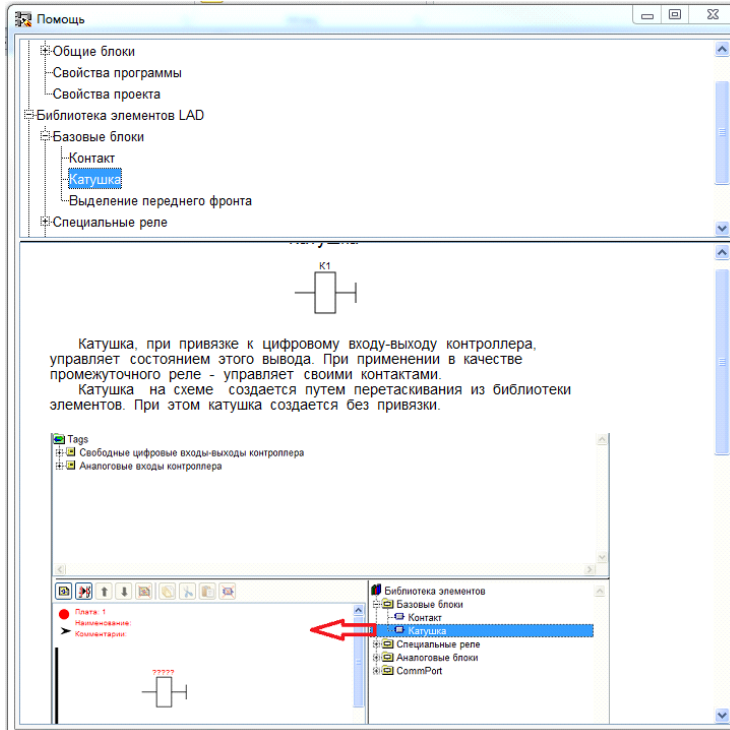 Помощь
Общие блоки
Свойства программы
Свойства проекта
Библиотека элементов LAD
Базовые блоки
Контакт
Катушка
Выделение переднего фронта
Специальные реле
Катушка
К1
Катушка, при привязке к цифровому входу-выходу контроллера,
управляет состоянием этого вывода. При применении в качестве
промежуточного реле - управляет своими контактами.
Катушка на схеме создается путем перетаскивания из библиотеки
элементов. При этом катушка создается без привязки.
Tags
Свободные цифровые входы-выходы контроллера
Аналоговые входы контроллера
Плата: 1
Наименование:
Комментарии:
?????
Библиотека элементов
Базовые блоки
Контакт
Катушка
Специальные реле
Аналоговые блоки
CommPort